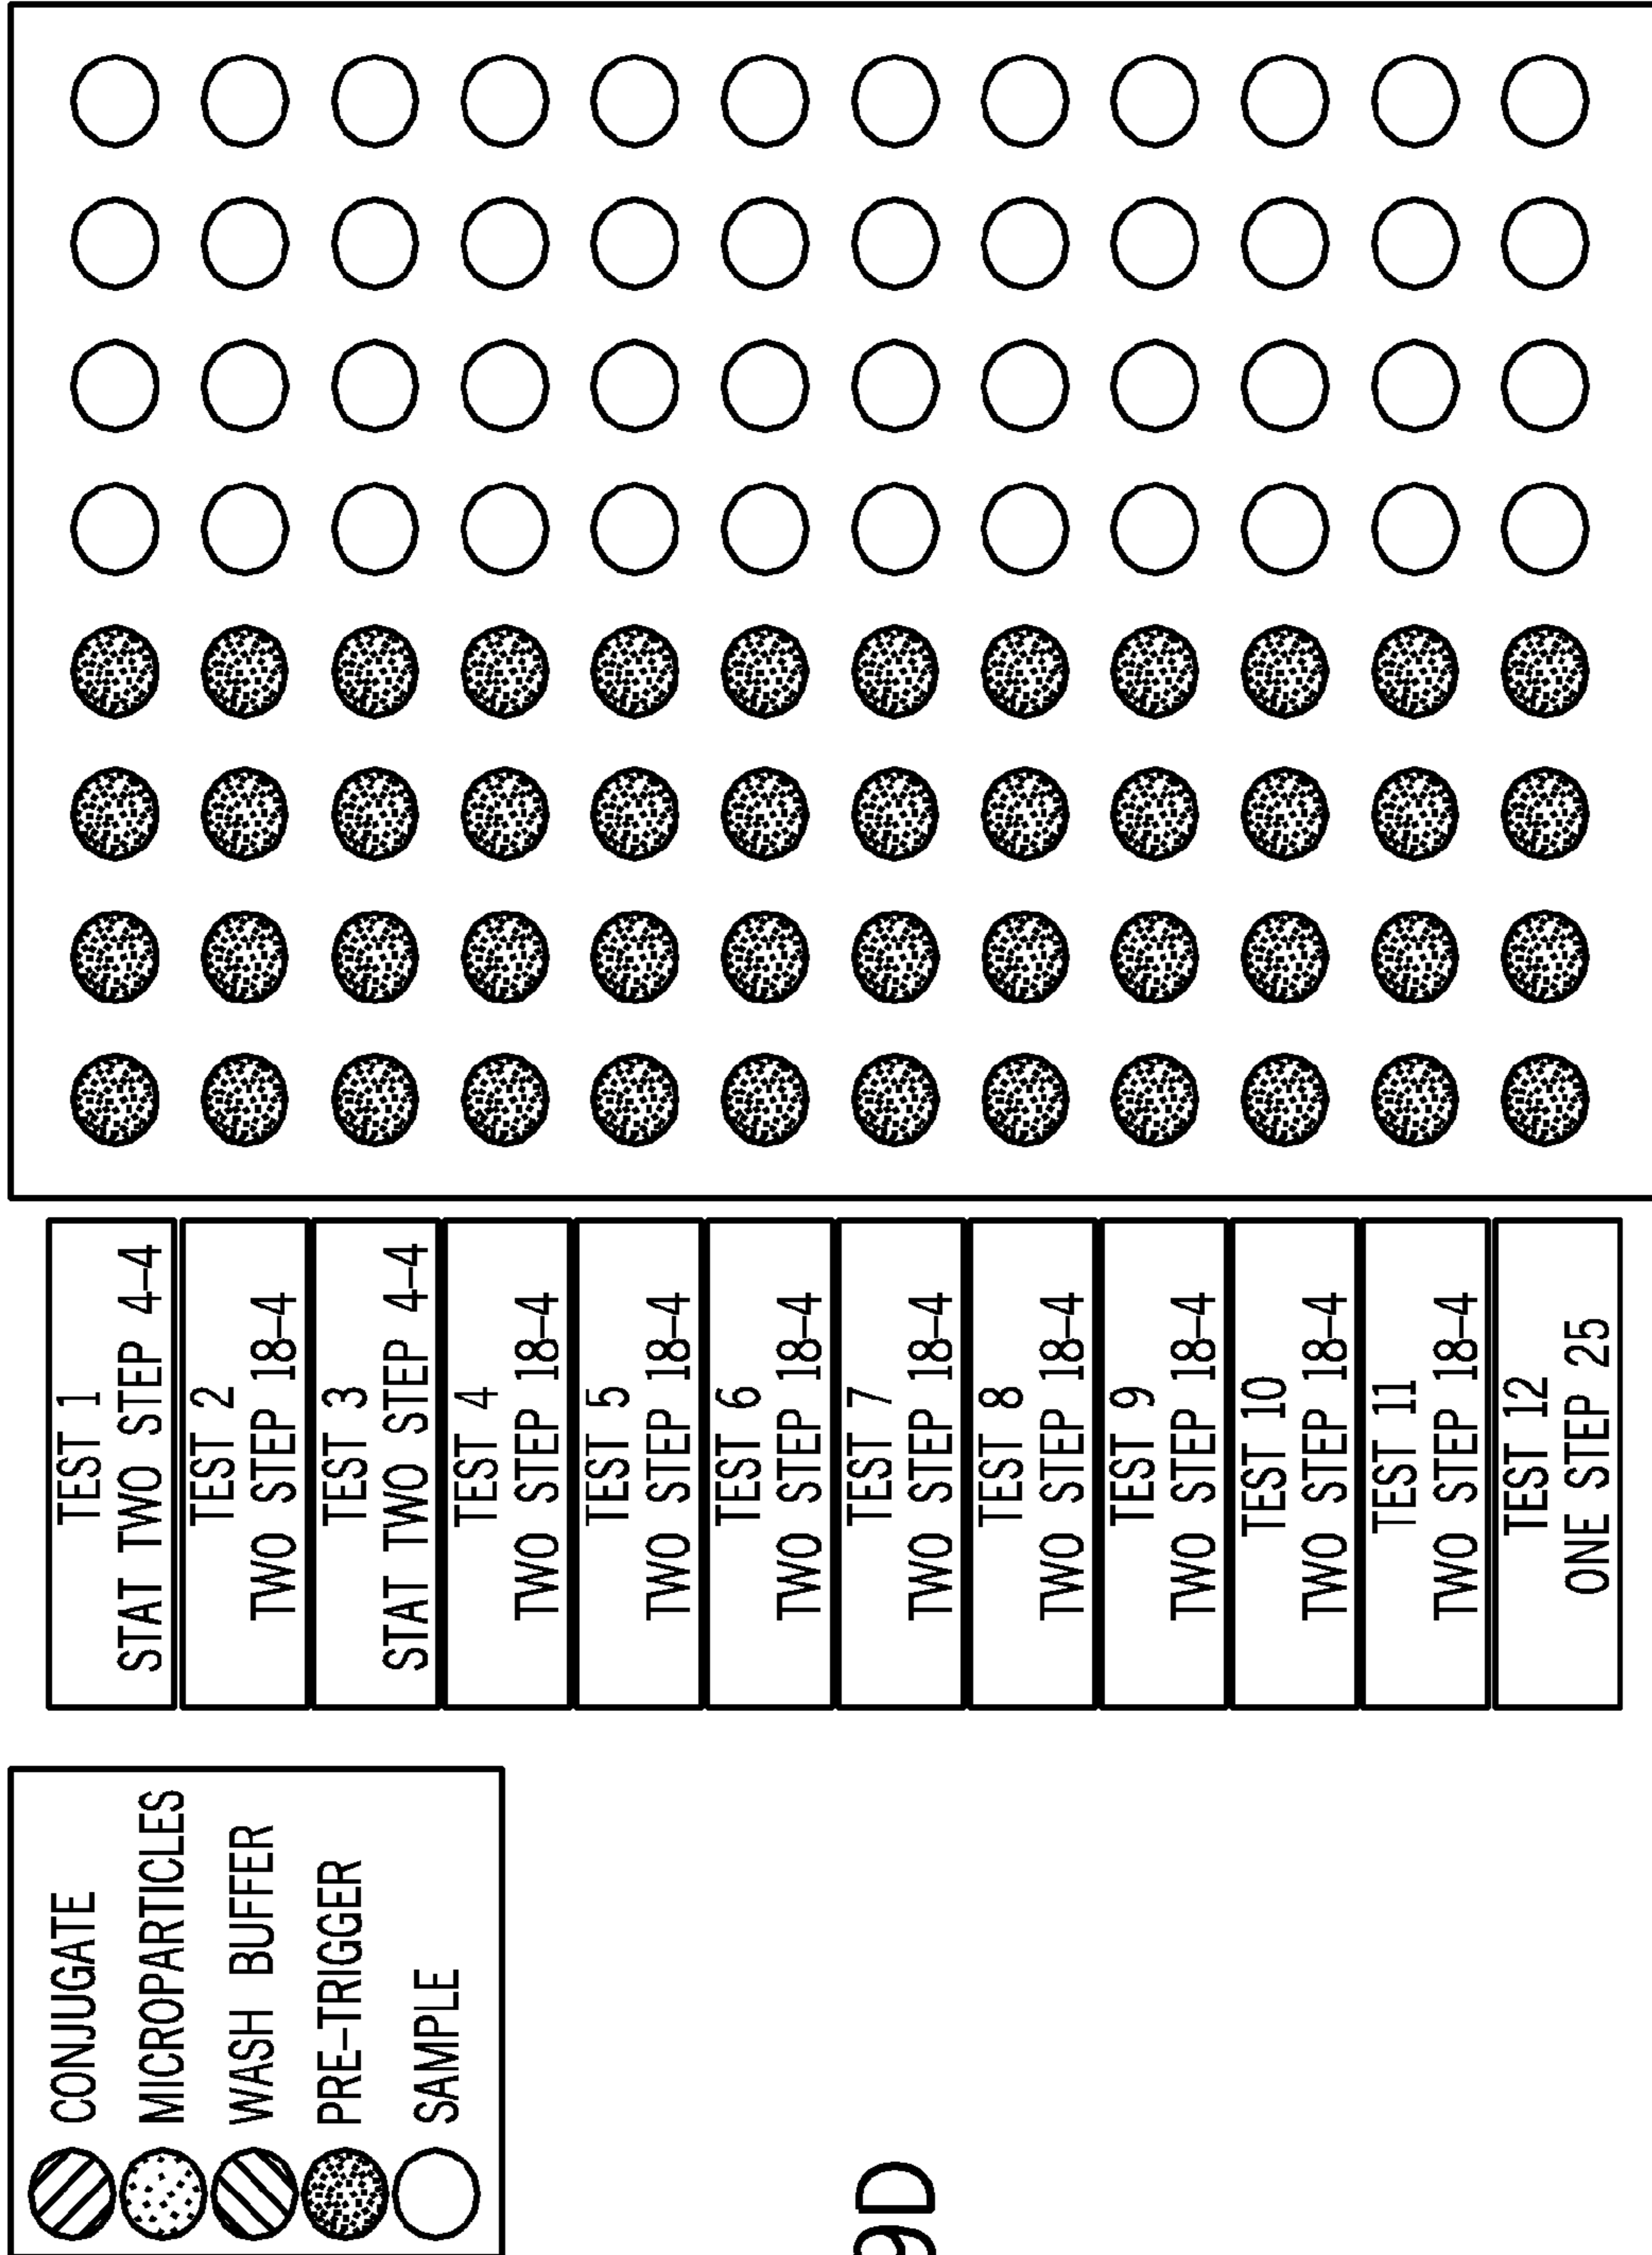 TEST 1
STAT TWO STEP 4-4
TEST 2
TWO STEP 18-4
TEST 3
STAT TWO STEP 4-4
TEST 4
TWO STEP 18-4
TEST 5
TWO STEP 18-4
TEST 6
TWO STEP 18-4
TEST 7
TWO STEP 18-4
TEST 8
TWO STEP 18-4
TEST 9
TWO STEP 18-4
TEST 10
TWO STEP 18-4
TEST 11
TWO STEP 18-4
TEST 12
ONE STEP 25
CONJUGATE
MICROPARTICLES
WASH BUFFER
PRE-TRIGGER
SAMPLE
9D